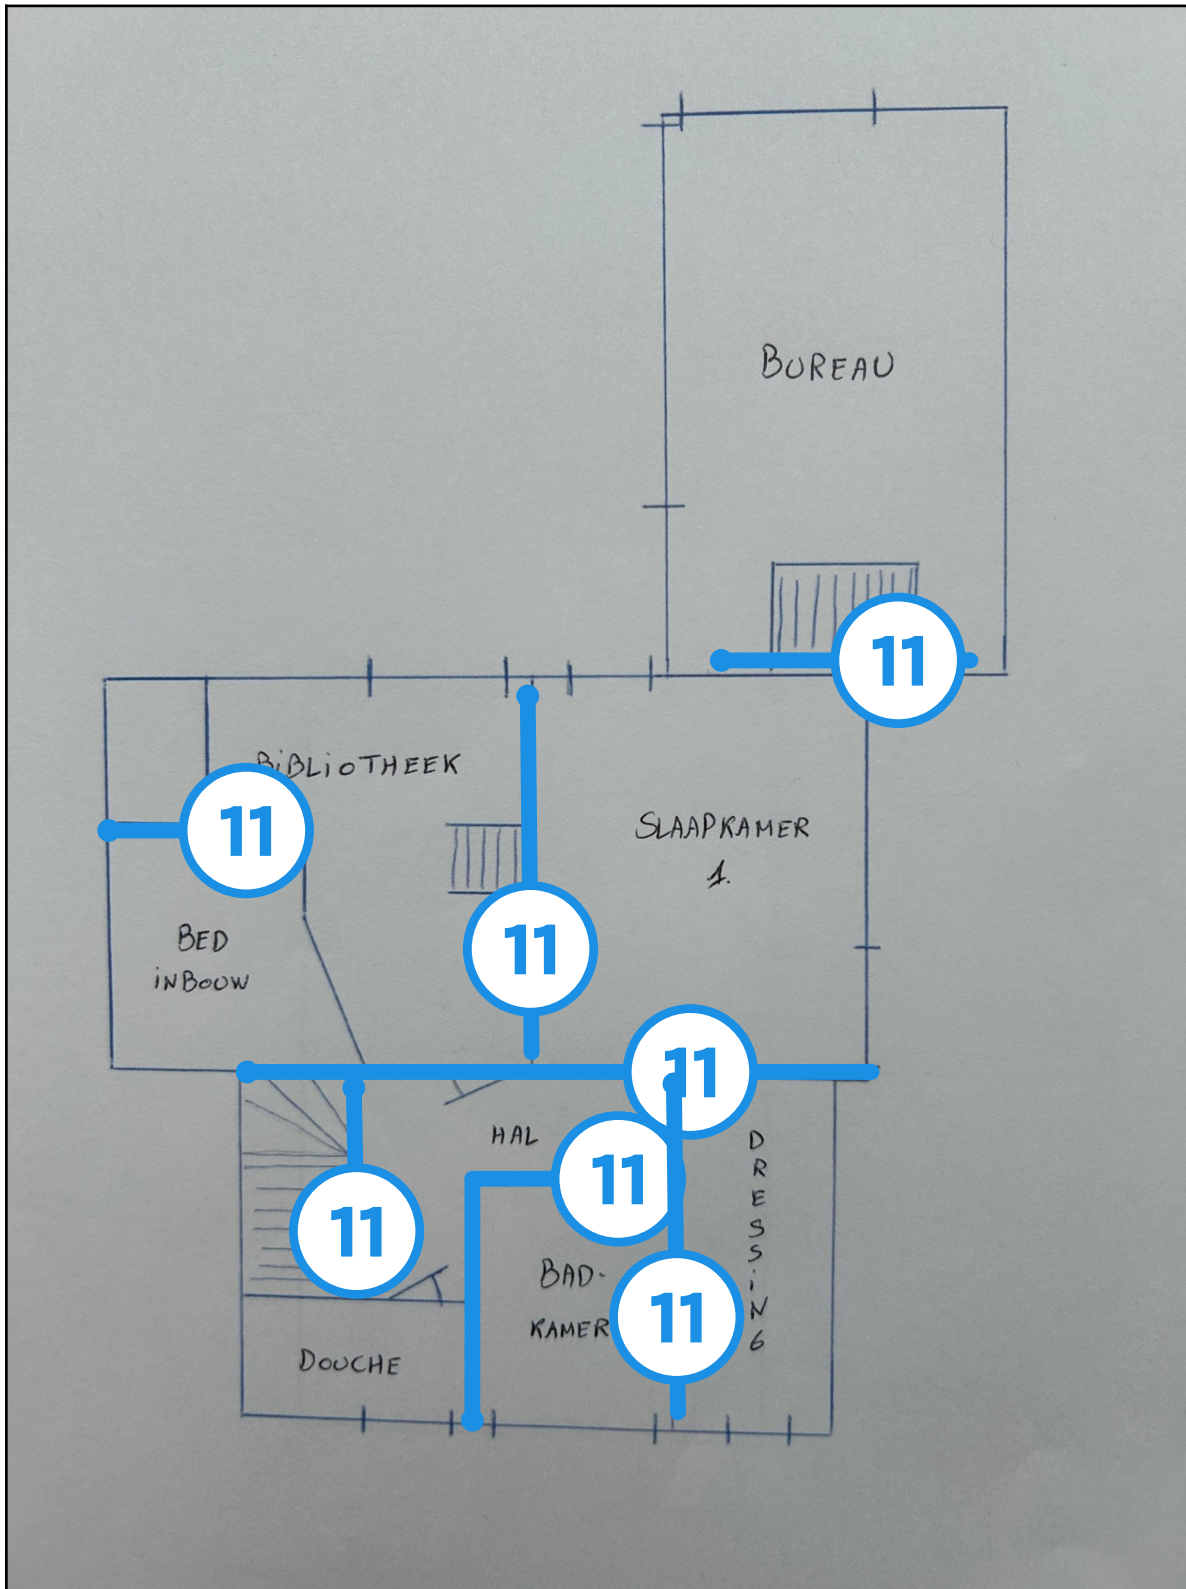 BUREAU
11
BIBLIOTHEEK
11
SLAAPKAMER
1.
BED
INBOUW
11
11
HAL
11
11
DRESSING
BAD-
KAMER
11
DOUCHE